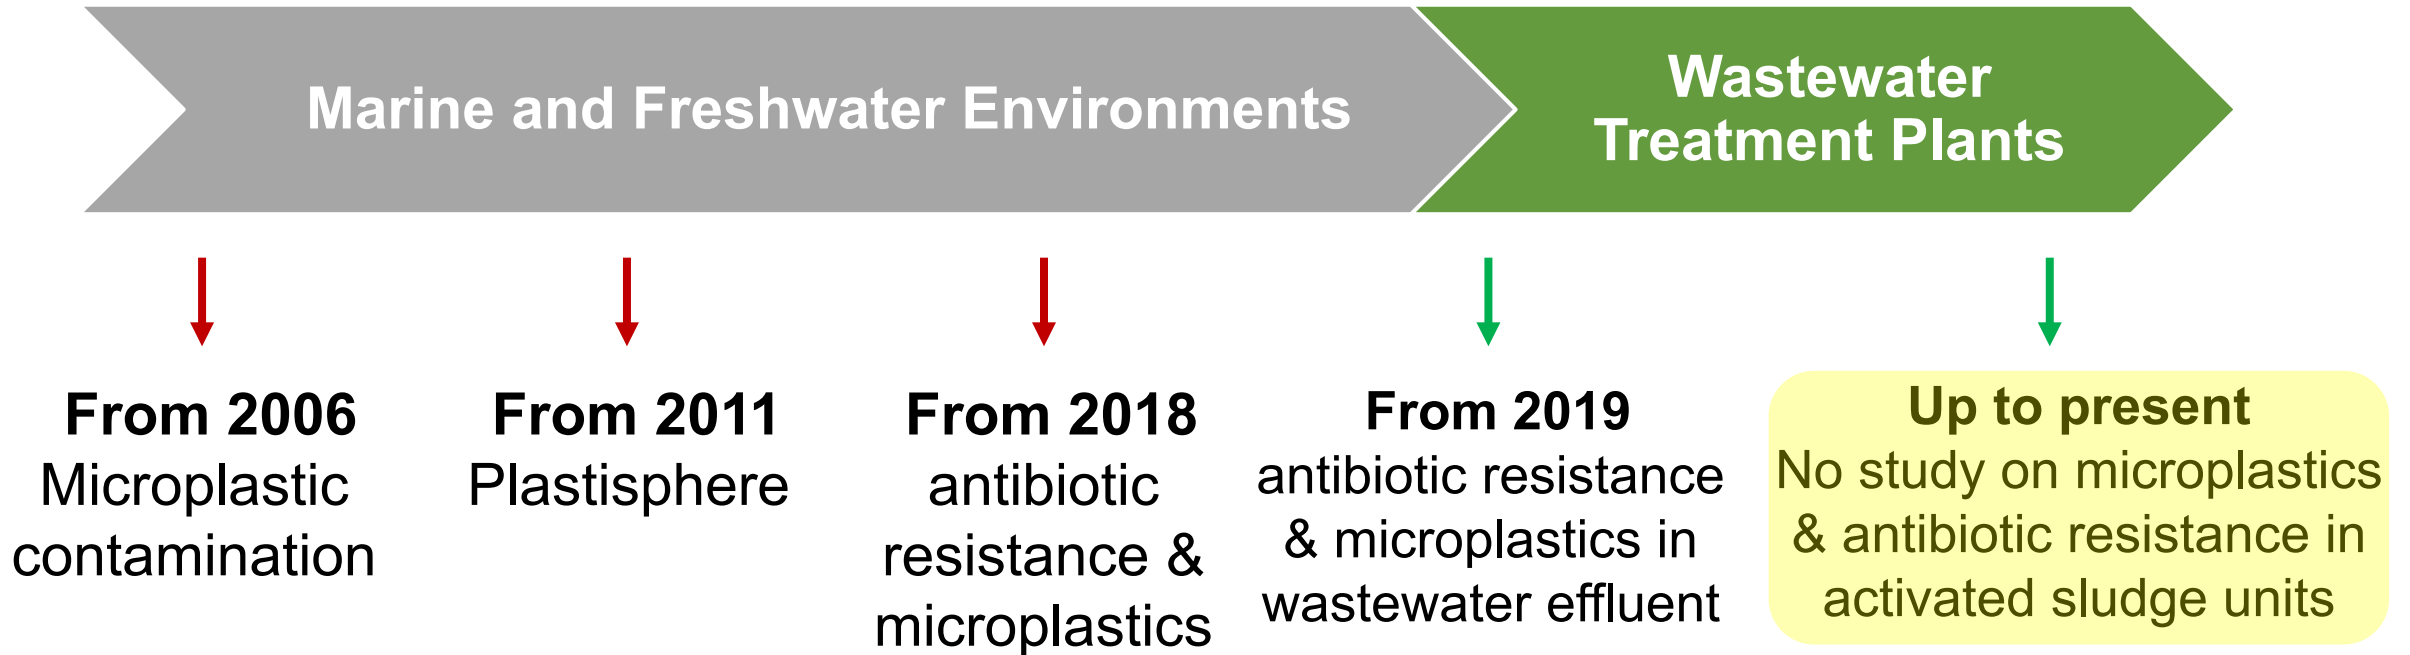 Marine and Freshwater Environments
Wastewater
Treatment Plants
From 2006
Microplastic
contamination
From 2011
Plastisphere
From 2018
antibiotic
resistance &
microplastics
From 2019
antibiotic resistance
& microplastics in
wastewater effluent
Up to present
No study on microplastics
& antibiotic resistance in
activated sludge units